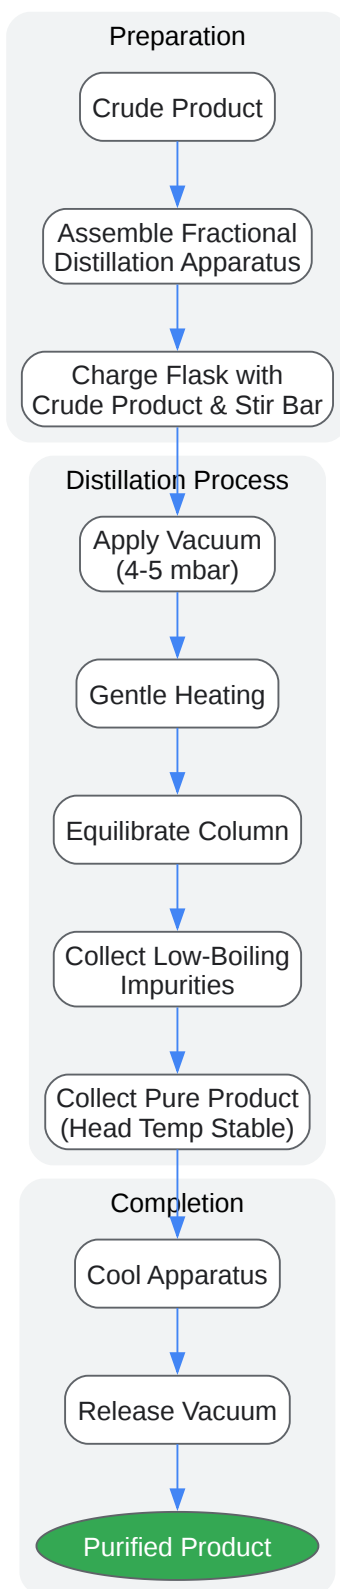 Preparation
Crude Product
Assemble Fractional
Distillation Apparatus
Charge Flask with
Crude Product & Stir Bar
Distillation Process
Apply Vacuum
(4-5 mbar)
Gentle Heating
Equilibrate Column
Collect Low-Boiling
Impurities
Collect Pure Product
(Head Temp Stable)
Completion
Cool Apparatus
Release Vacuum
Purified Product